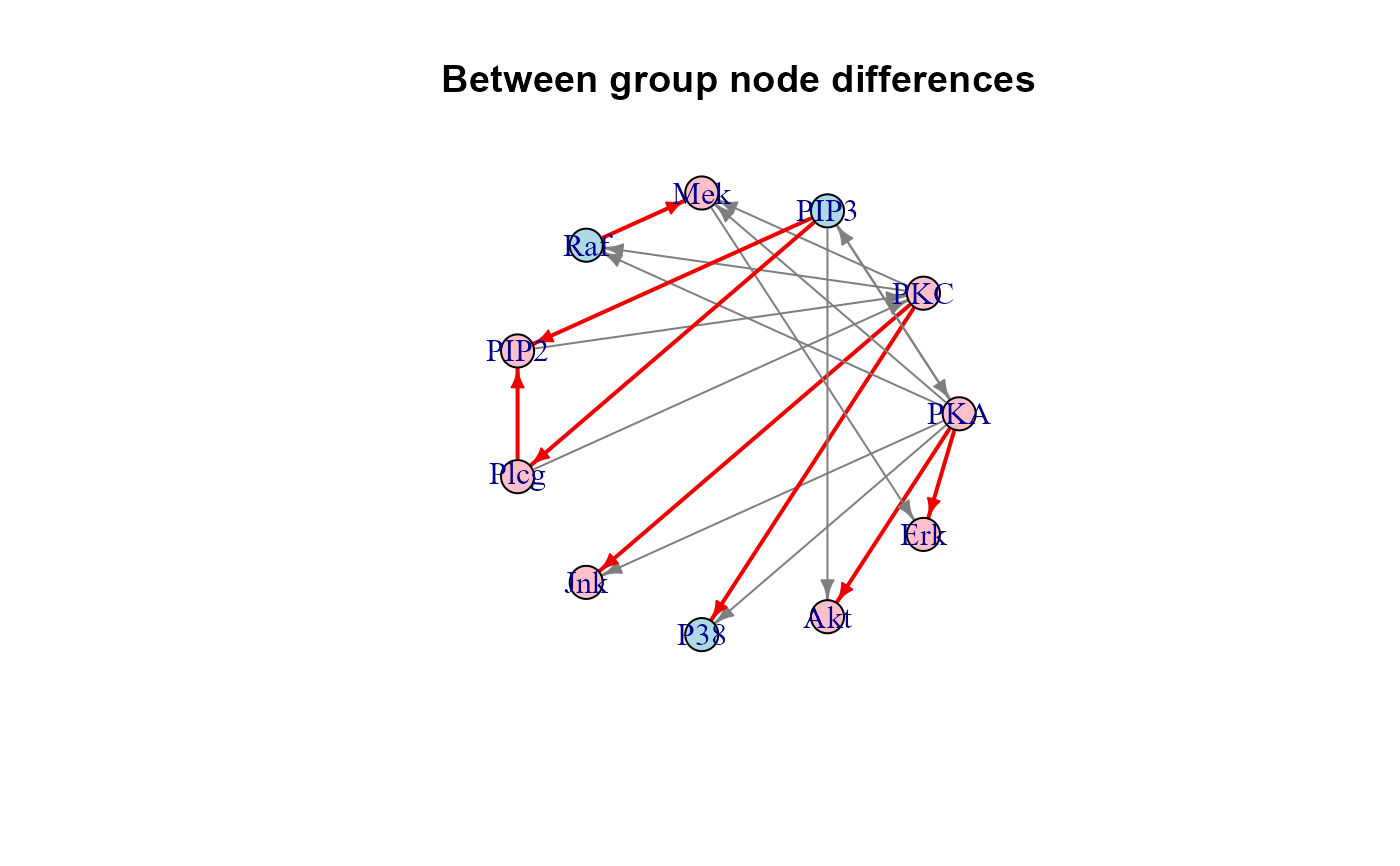 Between group node differences
Mek
PIP3
Raf
PKC
PIP2
PKA
Plcg
Erk
Jnk
Akt
P38